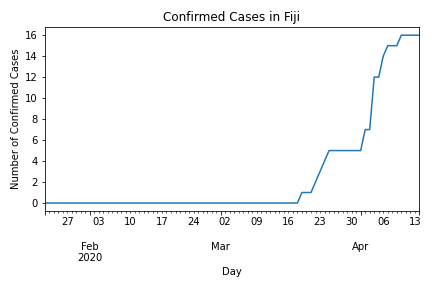 Confirmed Cases in Fiji
Number of Confirmed Cases
16
14
12
10
8
6
4
2
0
27 03 10 17 24 02 09 16 23 30 06 13
Feb Mar Apr
2020
Day